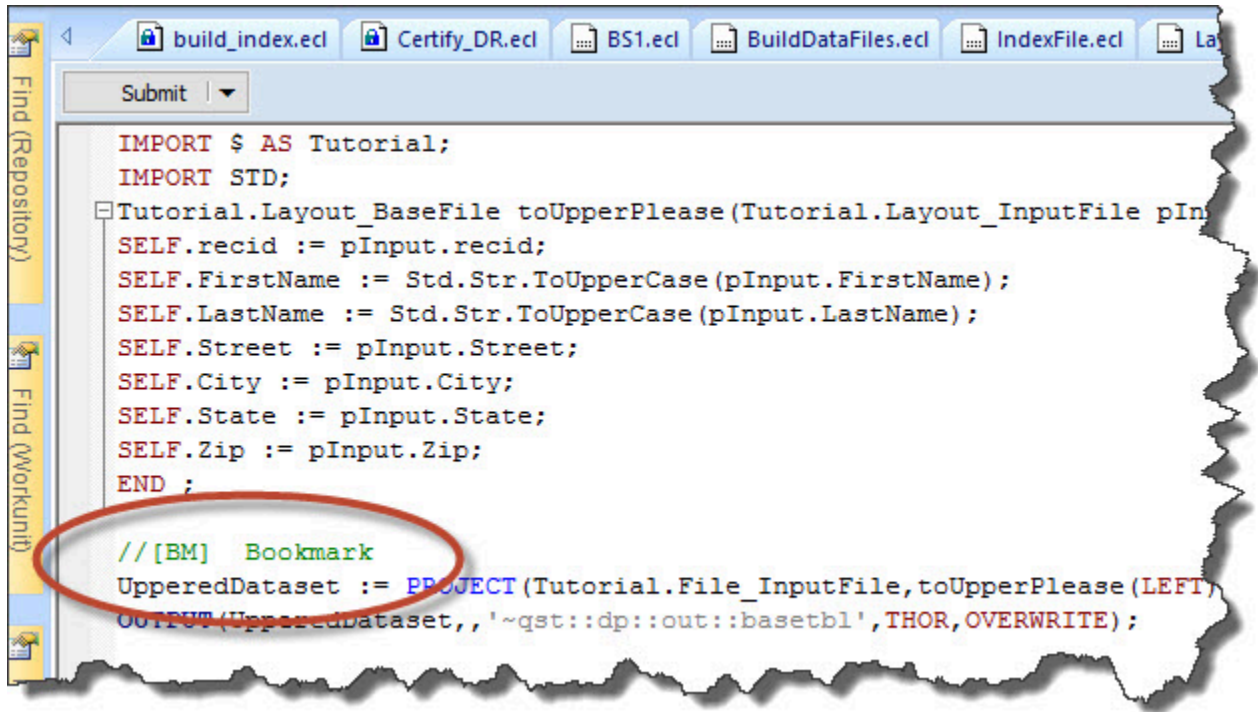 build_index.ecl
Certify_DR.ecl
BS1.ecl
BuildDataFiles.ecl
IndexFile.ecl
Submit
Find (Repository)
Find (Workunit)
IMPORT $ AS Tutorial;
IMPORT STD;
Tutorial.Layout_BaseFile toUpperPlease(Tutorial.Layout_InputFile
SELF.recid := pInput.recid;
SELF.FirstName := Std.Str.ToUpperCase(pInput.FirstName);
SELF.LastName := Std.Str.ToUpperCase(pInput.LastName);
SELF.Street := pInput.Street;
SELF.City := pInput.City;
SELF.State := pInput.State;
SELF.Zip := pInput.Zip;
END ;
//[BM]  Bookmark
UpperedDataset := PROJECT(Tutorial.File_InputFile,toUpperPlease(LEFT)
OUTPUT(UpperedDataset,,'~qst::dp::out::basetbl',THOR,OVERWRITE);